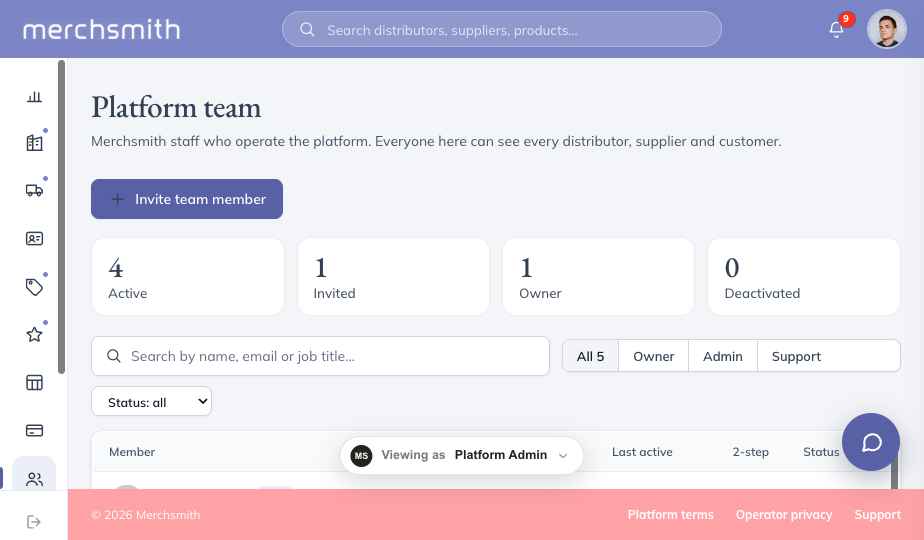 merchsmith
Search distributors, suppliers, products...
9
Platform team
Merchsmith staff who operate the platform. Everyone here can see every distributor, supplier and customer.
Invite team member
4
Active
1
Invited
1
Owner
0
Deactivated
Search by name, email or job title...
All 5
Owner
Admin
Support
Status: all
Member
Last active
2-step
Status
MS
Viewing as Platform Admin
© 2026 Merchsmith
Platform terms
Operator privacy
Support